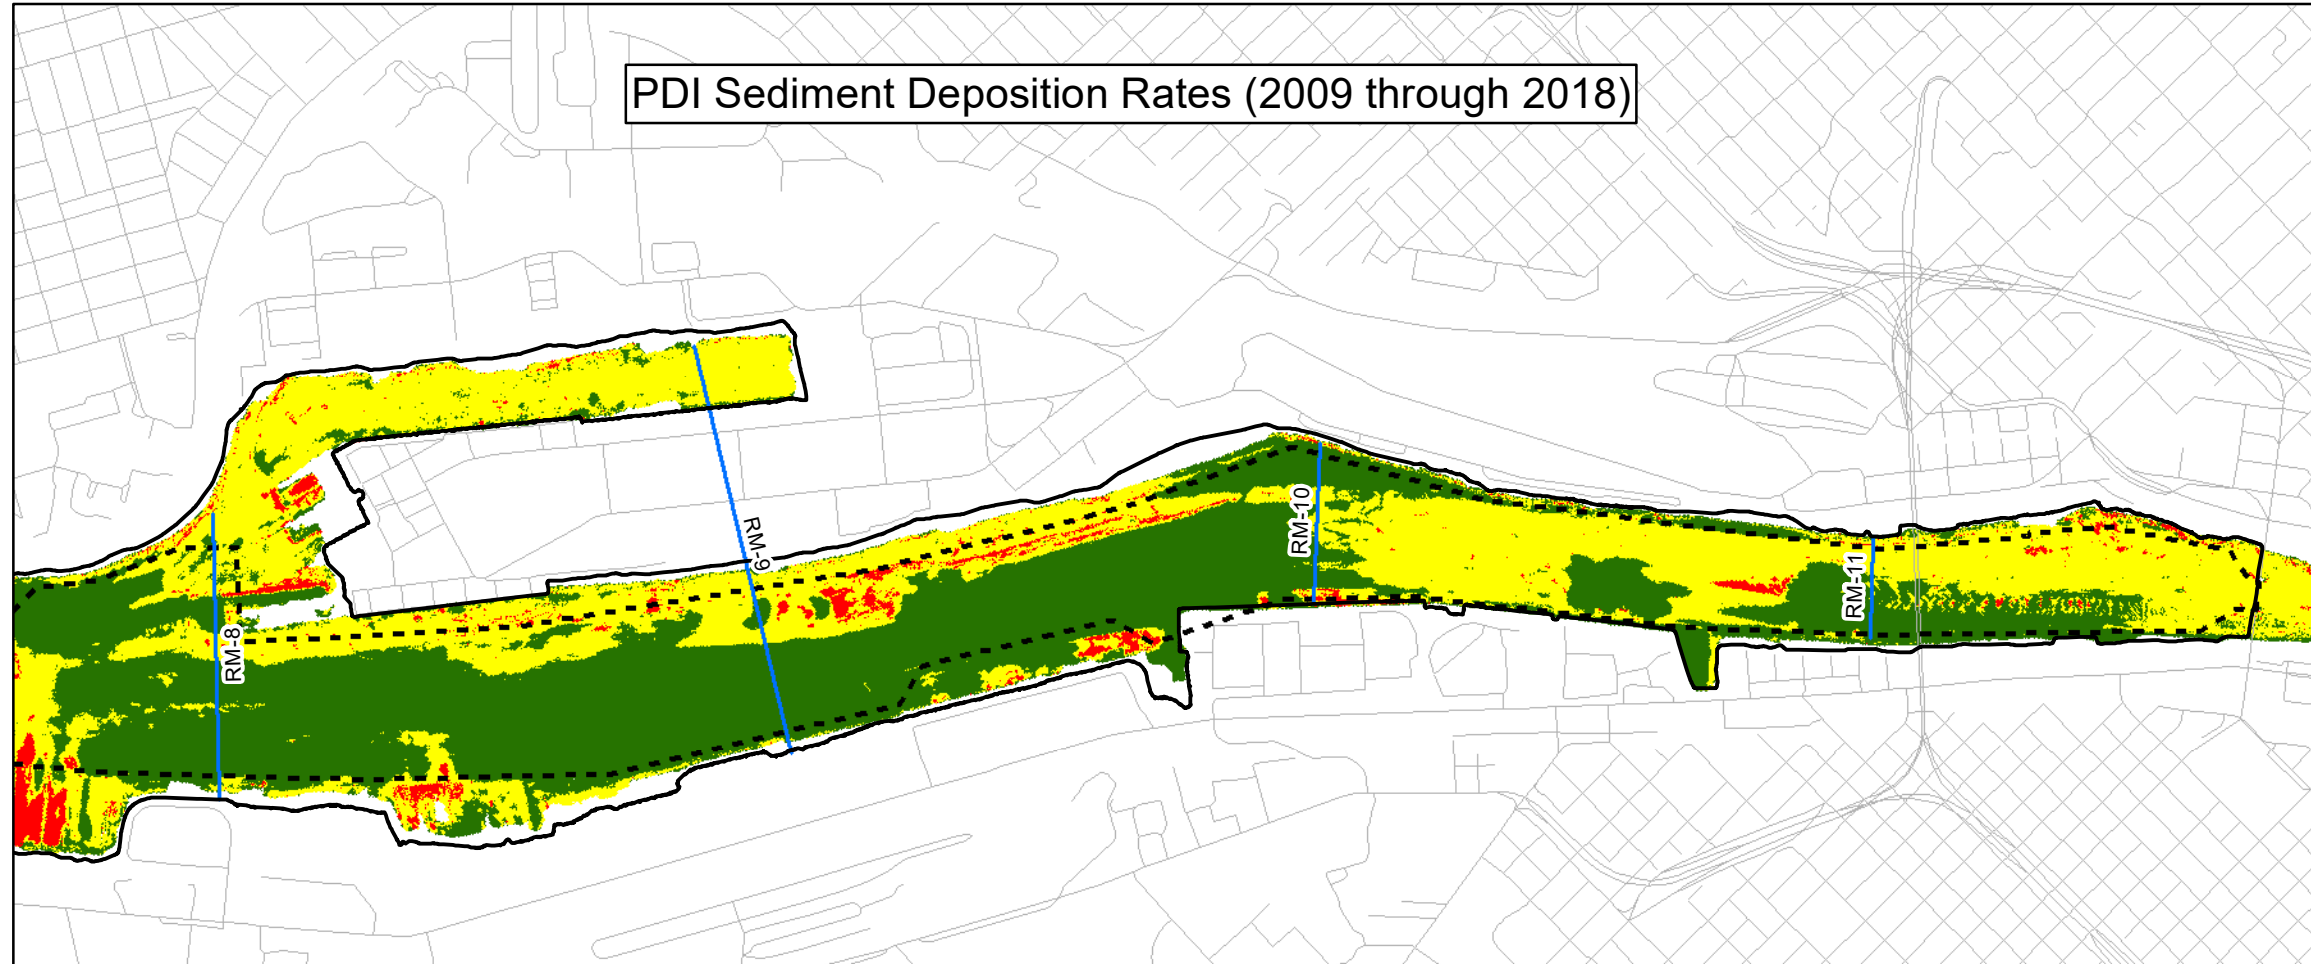 PDI Sediment Deposition Rates (2009 through 2018)
RM-8
RM-9
RM-10
RM-11